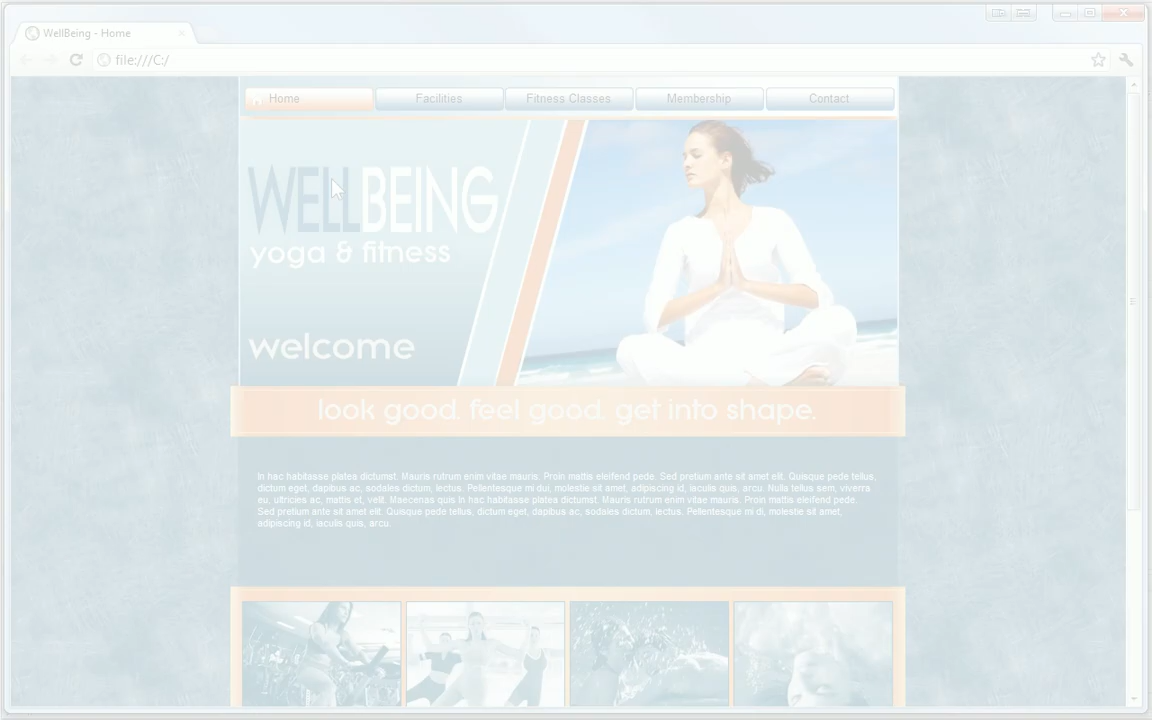 WellBeing - Home
file:///C:/
Home Facilities Fitness Classes Membership Contact
WELLBEING
yoga & fitness
welcome
look good. feel good. get into shape.
In hac habitasse platea dictumst. Mauris rutrum enim vitae mauris. Proin mattis eleifend pede. Sed pretium ante sit amet elit. Quisque pede tellus,
dictum eget, dapibus ac, sodales dictum, lectus. Pellentesque mi dui, molestie sit amet, adipiscing id, iaculis quis, arcu. Nulla tellus sem, viverra
eu, ultricies ac, mattis et, velit. Maecenas quis In hac habitasse platea dictumst. Mauris rutrum enim vitae mauris. Proin mattis eleifend pede.
Sed pretium ante sit amet elit. Quisque pede tellus, dictum eget, dapibus ac, sodales dictum, lectus. Pellentesque mi di, molestie sit amet,
adipiscing id, iaculis quis, arcu.